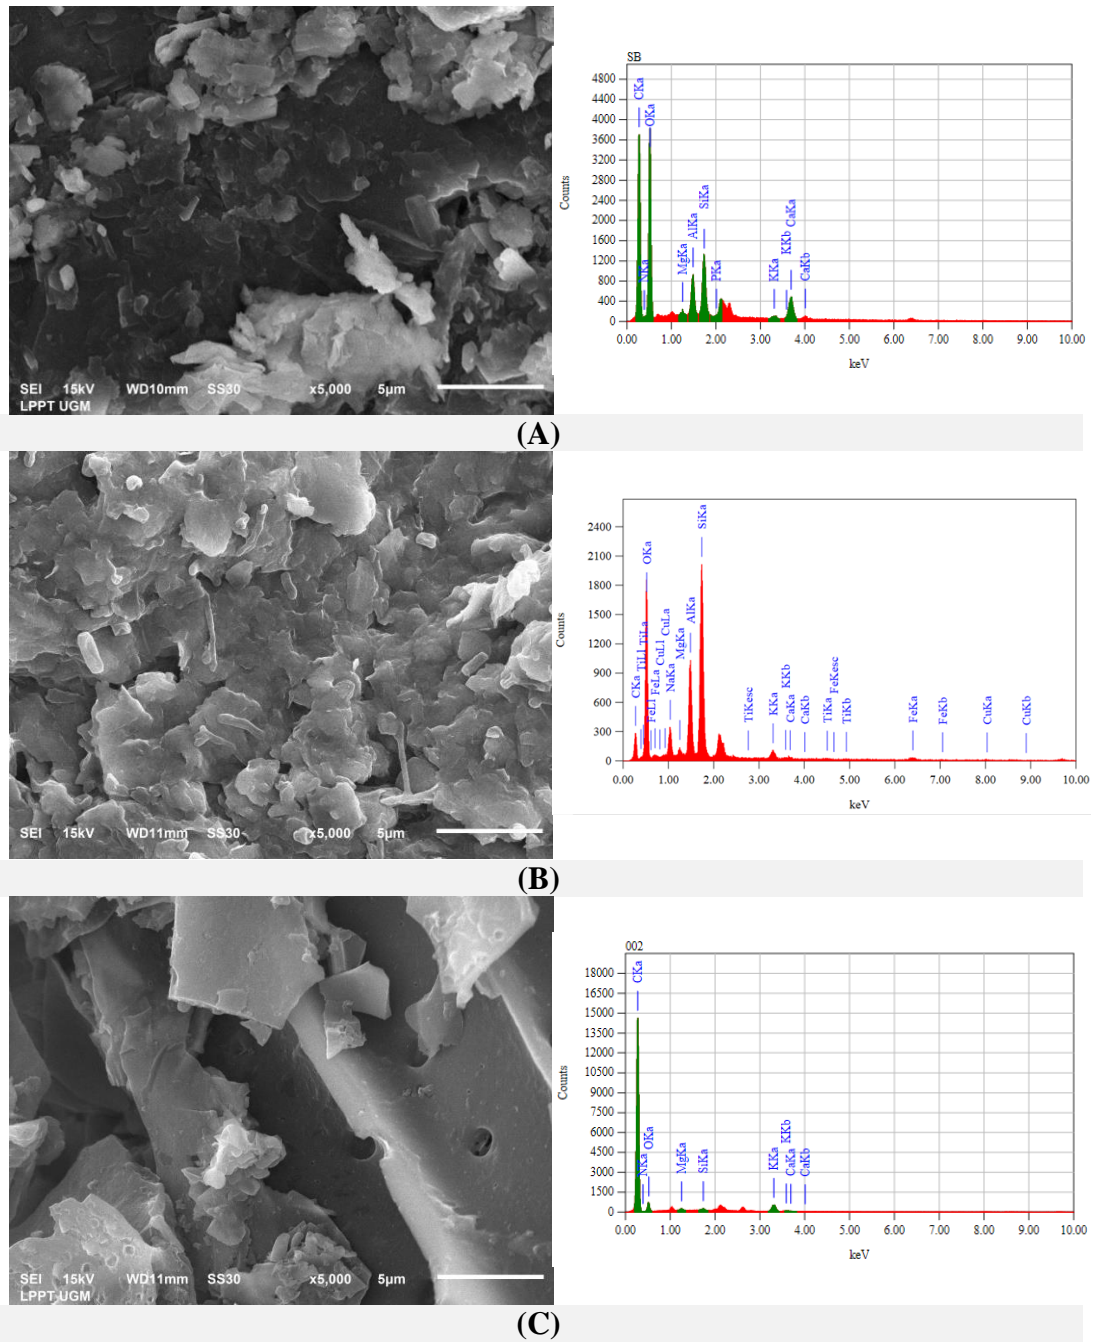 SEI 15kV WD10mm SS30 x5,000 5µm
LPPT UGM
SB
Counts
4800
4400
4000
3600
3200
2800
2400
2000
1600
1200
800
400
0
CKa
OKa
NKa
MgKa
AlKa
SiKa
PKa
KKa
KKb
CaKa
CaKb
0.00 1.00 2.00 3.00 4.00 5.00 6.00 7.00 8.00 9.00 10.00
keV
(A)
SEI 15kV WD11mm SS30 x5,000 5µm
LPPT UGM
Counts
2400
2100
1800
1500
1200
900
600
300
0
CKa
TiLl
OKa
TiLa
FeLl
FeLa
CuLl
CuLa
NaKa
MgKa
AlKa
SiKa
TiKesc
KKa
KKb
CaKa
CaKb
TiKa
FeKesc
TiKb
FeKa
FeKb
CuKa
CuKb
0.00 1.00 2.00 3.00 4.00 5.00 6.00 7.00 8.00 9.00 10.00
keV
(B)
SEI 15kV WD11mm SS30 x5,000 5µm
LPPT UGM
002
Counts
18000
16500
15000
13500
12000
10500
9000
7500
6000
4500
3000
1500
0
CKa
NKa
OKa
MgKa
SiKa
KKa
KKb
CaKa
CaKb
0.00 1.00 2.00 3.00 4.00 5.00 6.00 7.00 8.00 9.00 10.00
keV
(C)